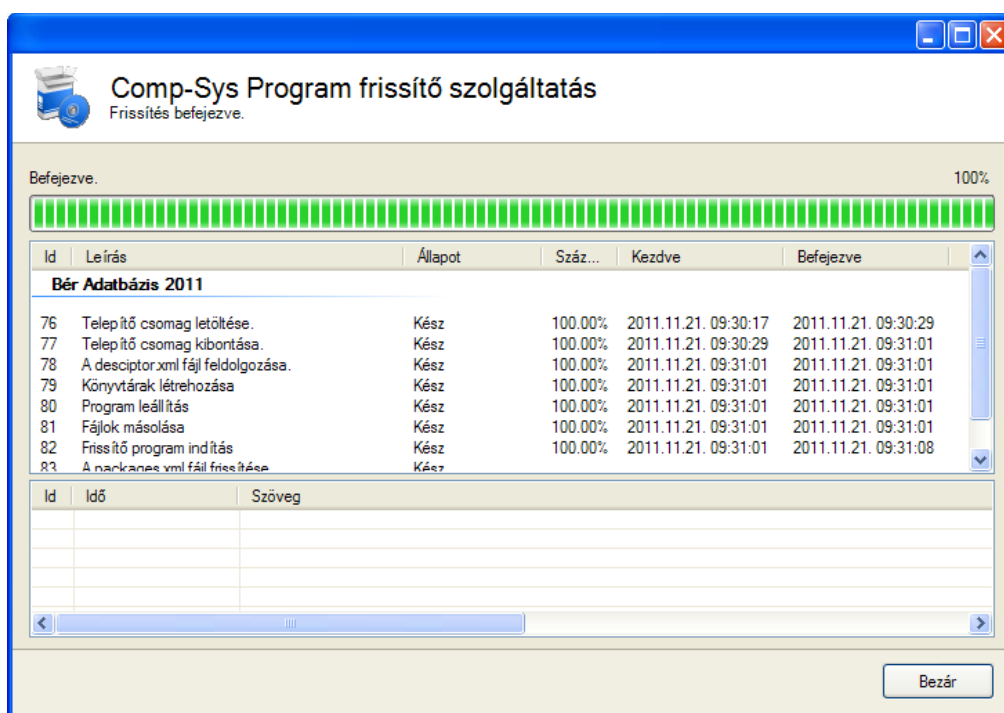 Comp-Sys Program frissítő szolgáltatás
Frissítés befejezve.
Befejezve. 100%
Id Leírás Állapot Száz... Kezdve Befejezve
Bér Adatbázis 2011
76 Telepítő csomag letöltése. Kész 100.00% 2011.11.21. 09:30:17 2011.11.21. 09:30:29
77 Telepítő csomag kibontása. Kész 100.00% 2011.11.21. 09:30:29 2011.11.21. 09:31:01
78 A desciptor.xml fájl feldolgozása. Kész 100.00% 2011.11.21. 09:31:01 2011.11.21. 09:31:01
79 Könyvtárak létrehozása Kész 100.00% 2011.11.21. 09:31:01 2011.11.21. 09:31:01
80 Program leállítás Kész 100.00% 2011.11.21. 09:31:01 2011.11.21. 09:31:01
81 Fájlok másolása Kész 100.00% 2011.11.21. 09:31:01 2011.11.21. 09:31:01
82 Frissítő program indítás Kész 100.00% 2011.11.21. 09:31:01 2011.11.21. 09:31:08
83 A packages xml fájl frissítése Kész
Id Idő Szöveg
Bezár